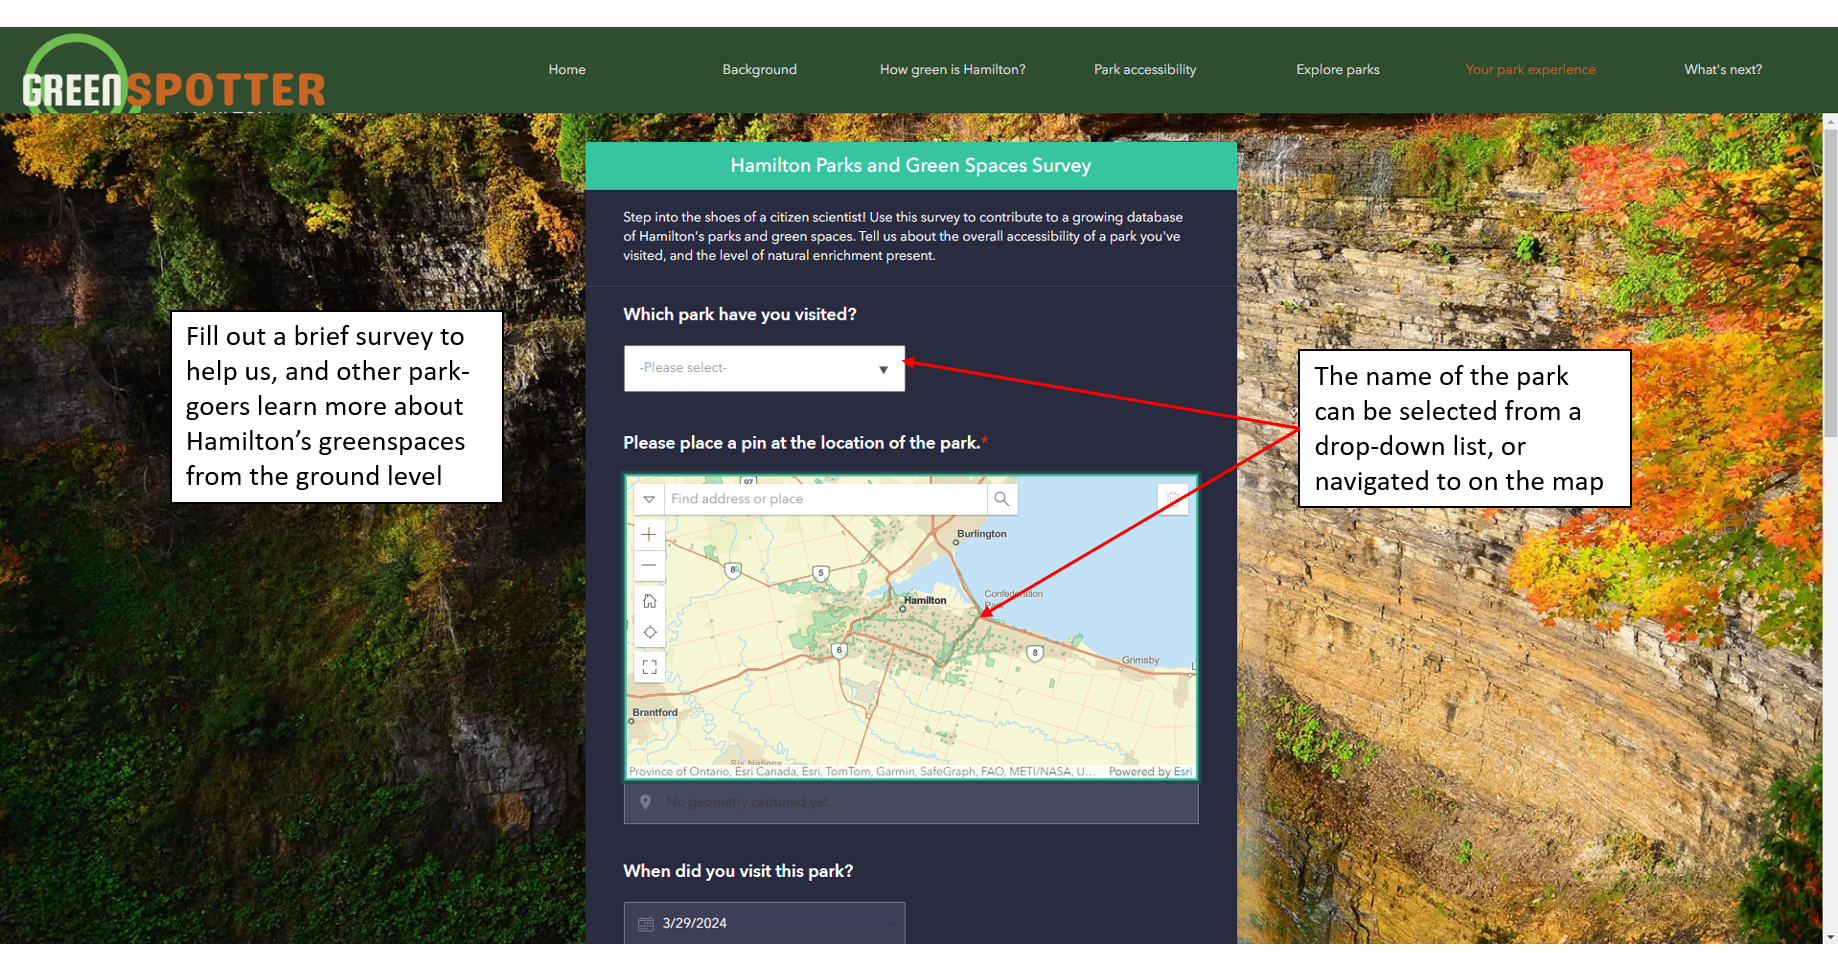 GREENSPOTTER
Home Background How green is Hamilton? Park accessibility Explore parks Your park experience What's next?
Hamilton Parks and Green Spaces Survey
Step into the shoes of a citizen scientist! Use this survey to contribute to a growing database
of Hamilton's parks and green spaces. Tell us about the overall accessibility of a park you've
visited, and the level of natural enrichment present.
Which park have you visited?
-Please select-
Fill out a brief survey to
help us, and other park-
goers learn more about
Hamilton’s greenspaces
from the ground level
The name of the park
can be selected from a
drop-down list, or
navigated to on the map
Please place a pin at the location of the park.*
97
Find address or place
Burlington
8
5
Hamilton
Confederation
Park
6
8
Grimsby
L
Brantford
Six Nations
Province of Ontario, Esri Canada, Esri, TomTom, Garmin, SafeGraph, FAO, METI/NASA, U... Powered by Esri
No geometry captured yet.
When did you visit this park?
3/29/2024